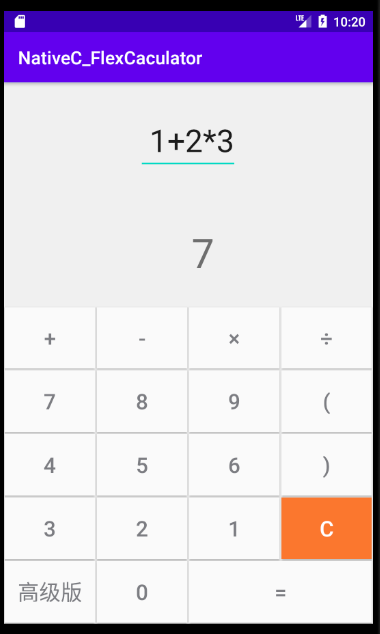 LTE 10:20
NativeC_FlexCaculator
1+2*3
7
+ - × ÷
7 8 9 (
4 5 6 )
3 2 1 C
高级版 0 =